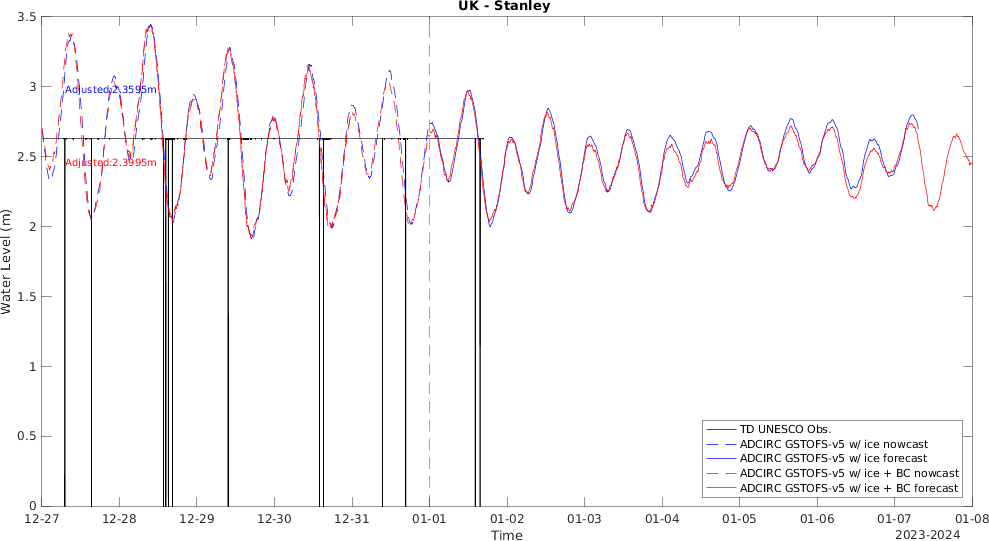 UK - Stanley
3.5
3
2.5
2
1.5
1
0.5
0
Water Level (m)
Adjusted:2.3595m
Adjusted:2.3995m
TD UNESCO Obs.
ADCIRC GSTOFS-v5 w/ ice nowcast
ADCIRC GSTOFS-v5 w/ ice forecast
ADCIRC GSTOFS-v5 w/ ice + BC nowcast
ADCIRC GSTOFS-v5 w/ ice + BC forecast
12-27 12-28 12-29 12-30 12-31 01-01 01-02 01-03 01-04 01-05 01-06 01-07 01-08
Time
2023-2024